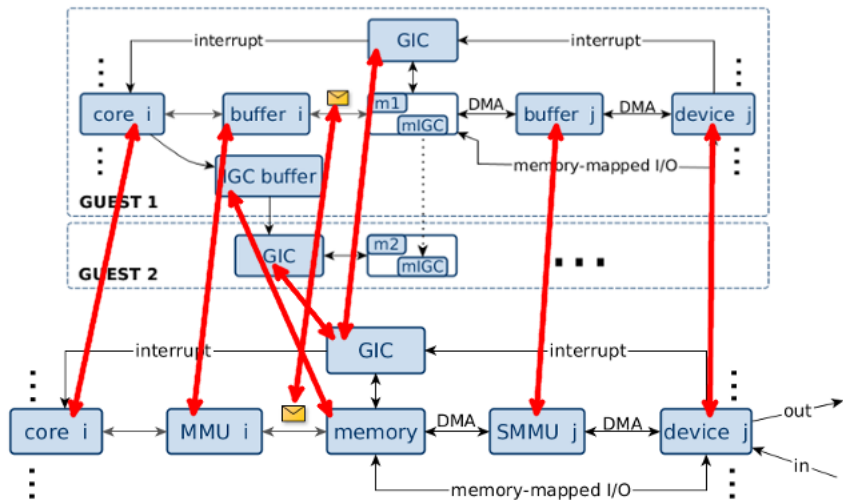 GIC
interrupt
interrupt
core i
buffer i
m1
mIGC
DMA
buffer j
DMA
device j
memory-mapped I/O
IGC buffer
GUEST 1
GIC
m2
mIGC
GUEST 2
GIC
interrupt
interrupt
core i
MMU i
memory
DMA
SMMU j
DMA
device j
out
in
memory-mapped I/O